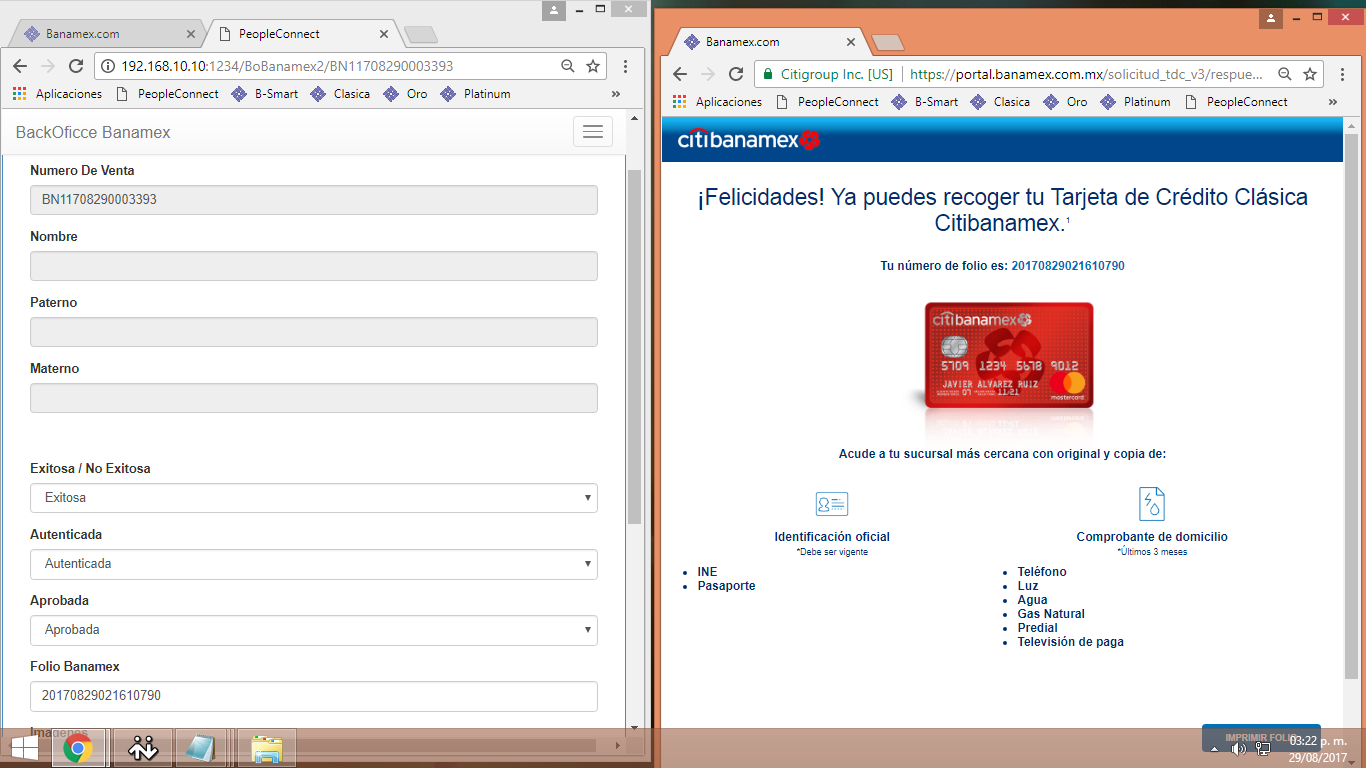 Banamex.com
PeopleConnect
192.168.10.10:1234/BoBanamex2/BN11708290003393
Aplicaciones PeopleConnect B-Smart Clasica Oro Platinum »
BackOficce Banamex
Numero De Venta
BN11708290003393
Nombre
Paterno
Materno
Exitosa / No Exitosa
Exitosa
Autenticada
Autenticada
Aprobada
Aprobada
Folio Banamex
20170829021610790
Imagenes
Banamex.com
Citigroup Inc. [US] https://portal.banamex.com.mx/solicitud_tdc_v3/respue...
Aplicaciones PeopleConnect B-Smart Clasica Oro Platinum PeopleConnect »
citibanamex
¡Felicidades! Ya puedes recoger tu Tarjeta de Crédito Clásica
Citibanamex.¹
Tu número de folio es: 20170829021610790
citibanamex
5709 1234 5678 9012
JAVIER ALVAREZ RUIZ
07 11/21
mastercard
Acude a tu sucursal más cercana con original y copia de:
Identificación oficial
*Debe ser vigente
INE
Pasaporte
Comprobante de domicilio
*Últimos 3 meses
Teléfono
Luz
Agua
Gas Natural
Predial
Televisión de paga
IMPRIMIR FOLIO
03:22 p. m.
29/08/2017